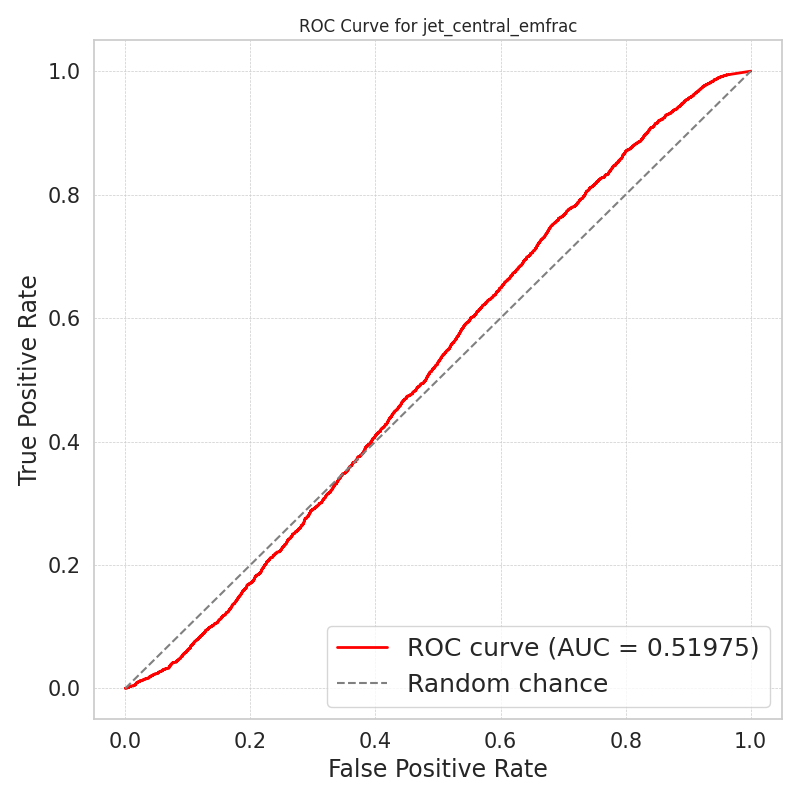 ROC Curve for jet_central_emfrac
True Positive Rate
1.0
0.8
0.6
0.4
0.2
0.0
ROC curve (AUC = 0.51975)
Random chance
0.0 0.2 0.4 0.6 0.8 1.0
False Positive Rate